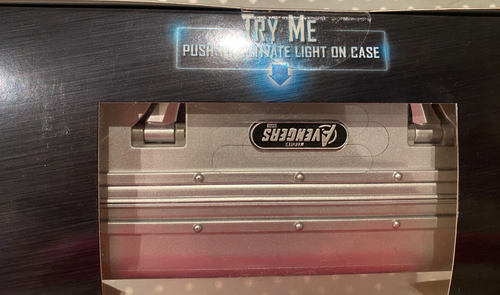 TRY ME
PUSH TO ACTIVATE LIGHT ON CASE
MARVEL
AVENGERS